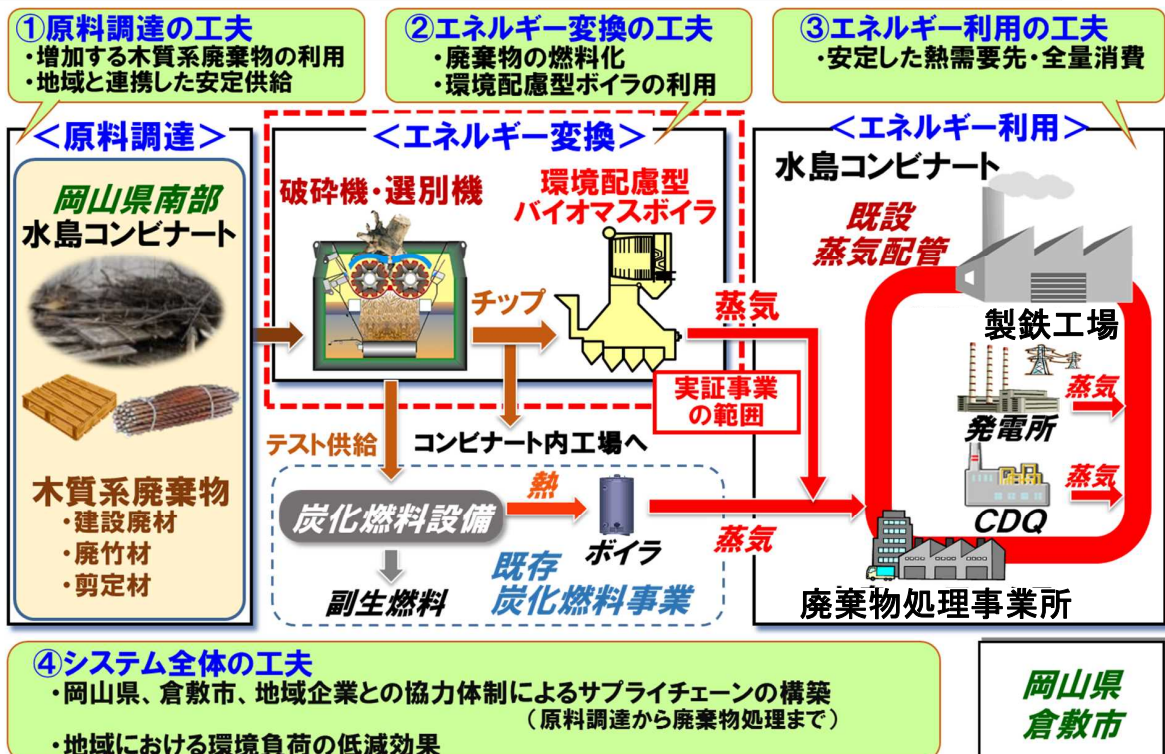 ①原料調達の工夫
・増加する木質系廃棄物の利用
・地域と連携した安定供給
②エネルギー変換の工夫
・廃棄物の燃料化
・環境配慮型ボイラの利用
③エネルギー利用の工夫
・安定した熱需要先・全量消費
＜原料調達＞
岡山県南部
水島コンビナート
木質系廃棄物
・建設廃材
・廃竹材
・剪定材
＜エネルギー変換＞
破砕機・選別機
環境配慮型
バイオマスボイラ
チップ
蒸気
実証事業
の範囲
テスト供給
コンビナート内工場へ
炭化燃料設備
熱
ボイラ
蒸気
副生燃料
既存
炭化燃料事業
＜エネルギー利用＞
水島コンビナート
既設
蒸気配管
製鉄工場
発電所
蒸気
CDQ
蒸気
廃棄物処理事業所
④システム全体の工夫
・岡山県、倉敷市、地域企業との協力体制によるサプライチェーンの構築
（原料調達から廃棄物処理まで）
・地域における環境負荷の低減効果
岡山県
倉敷市